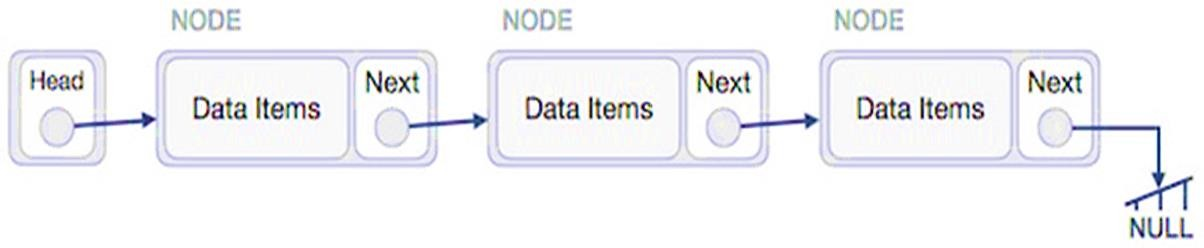 NODE NODE NODE
Head Next Next Next
Data Items Data Items Data Items
NULL